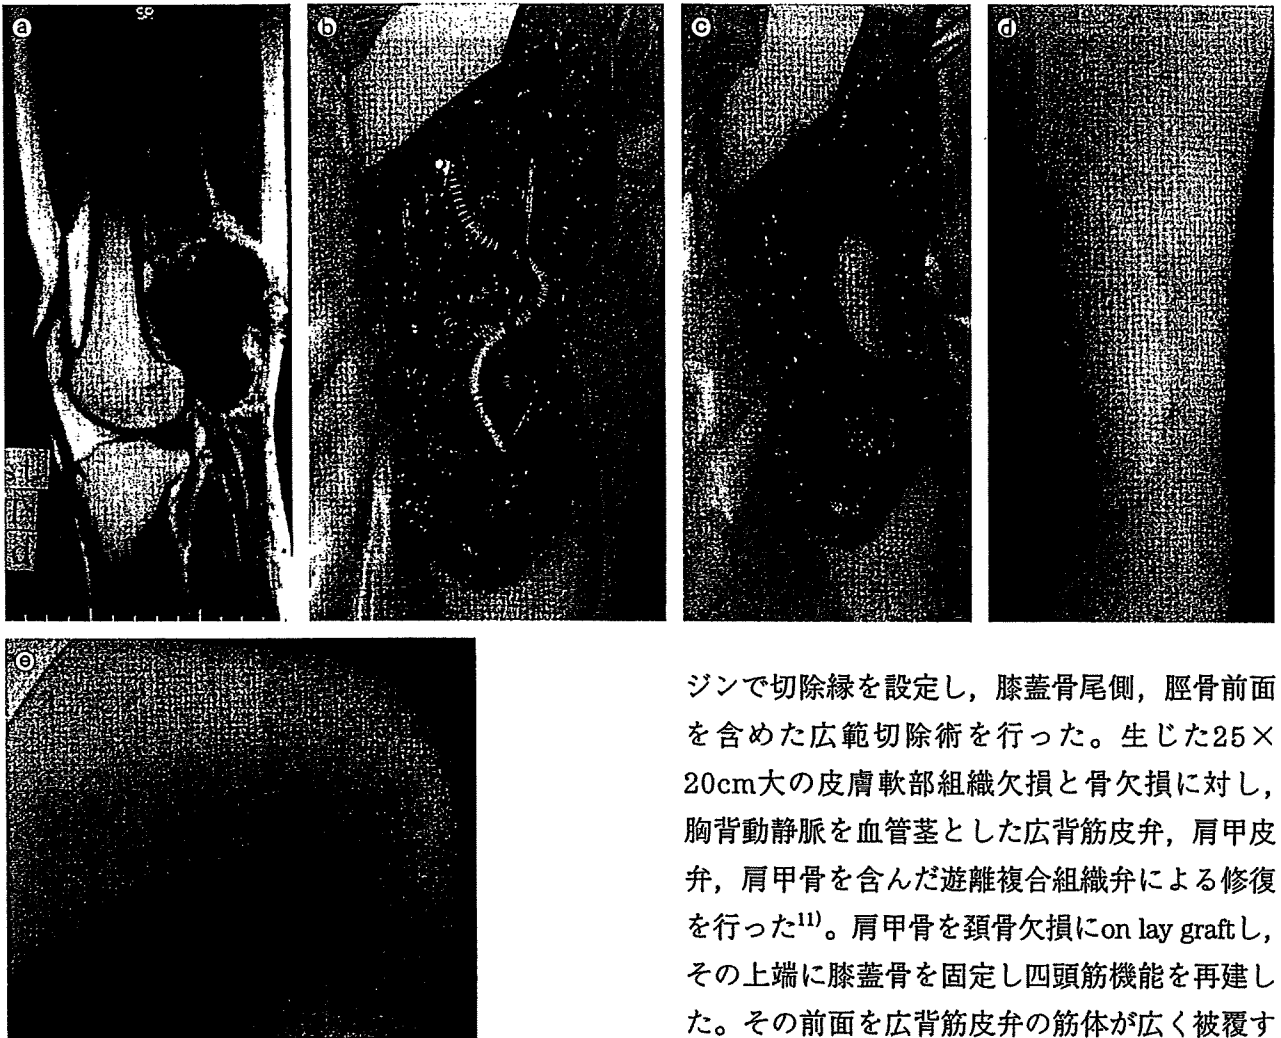 a
b
c
d
e
ジンで切除縁を設定し，膝蓋骨尾側，脛骨前面
を含めた広範切除術を行った。生じた25×
20cm大の皮膚軟部組織欠損と骨欠損に対し，
胸背動静脈を血管茎とした広背筋皮弁，肩甲皮
弁，肩甲骨を含んだ遊離複合組織弁による修復
を行った11)。肩甲骨を頚骨欠損にon lay graftし，
その上端に膝蓋骨を固定し四頭筋機能を再建し
た。その前面を広背筋皮弁の筋体が広く被覆す